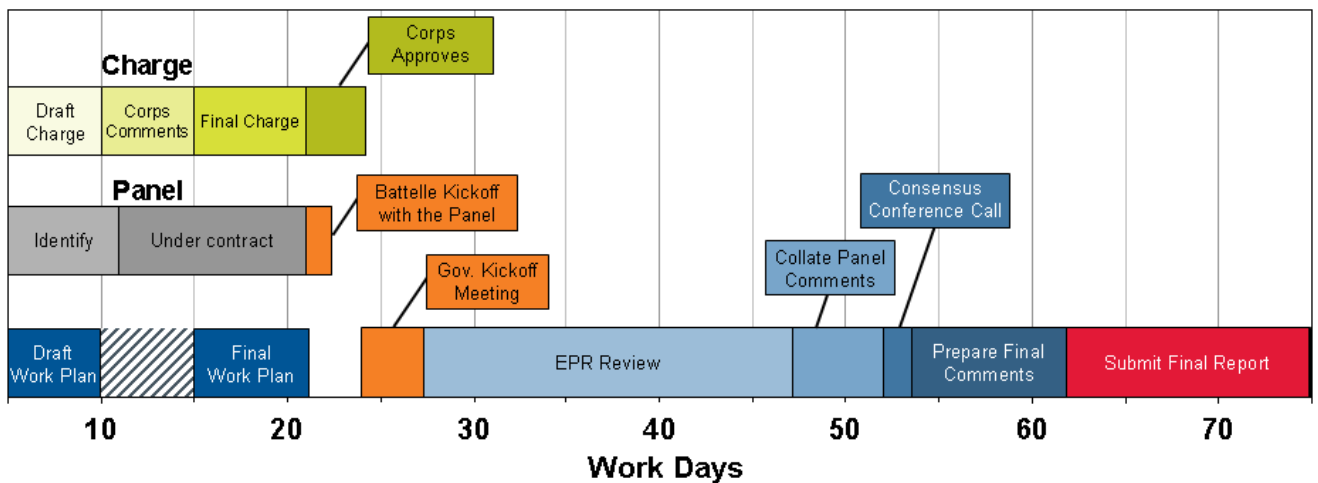 Corps
Approves
Charge
Draft
Charge
Corps
Comments
Final Charge
Panel
Battelle Kickoff
with the Panel
Consensus
Conference Call
Identify
Under contract
Gov. Kickoff
Meeting
Collate Panel
Comments
Draft
Work Plan
Final
Work Plan
EPR Review
Prepare Final
Comments
Submit Final Report
10 20 30 40 50 60 70
Work Days